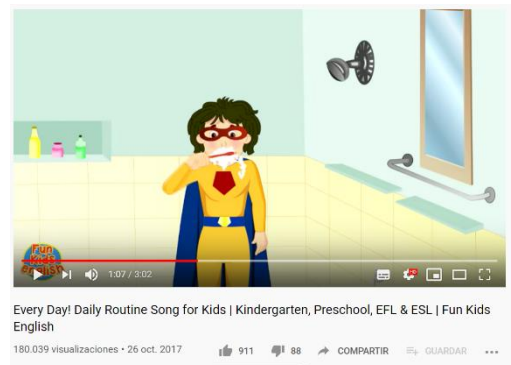 Fun
Kids
English
1:07 / 3:02
Every Day! Daily Routine Song for Kids | Kindergarten, Preschool, EFL & ESL | Fun Kids
English
180.039 visualizaciones • 26 oct. 2017 911 88 COMPARTIR GUARDAR